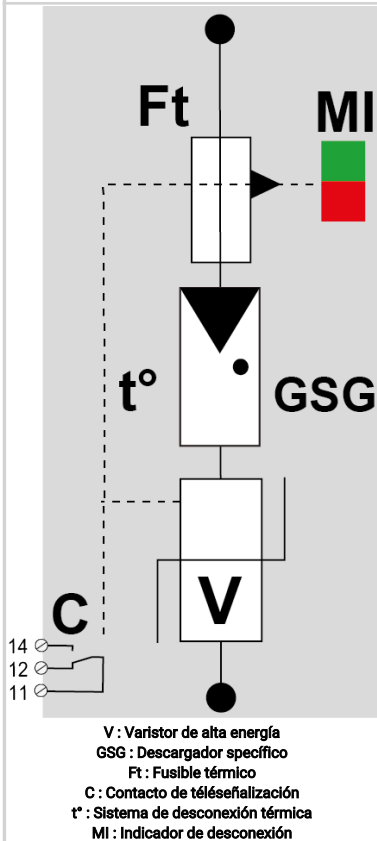 Ft
MI
t°
GSG
V
C
14
12
11
V : Varistor de alta energía
GSG : Descargador specífico
Ft : Fusible térmico
C : Contacto de téléseñalización
t° : Sistema de desconexión térmica
MI : Indicador de desconexión